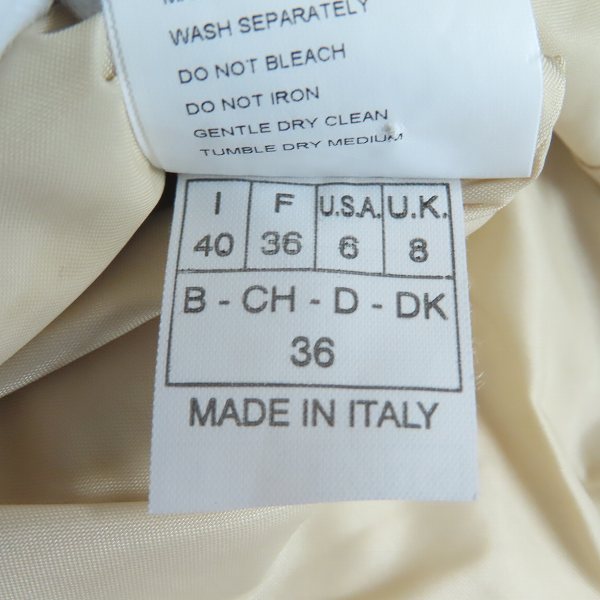 WASH SEPARATELY
DO NOT BLEACH
DO NOT IRON
GENTLE DRY CLEAN
TUMBLE DRY MEDIUM
I F U.S.A. U.K.
40 36 6 8
B - CH - D - DK
36
MADE IN ITALY